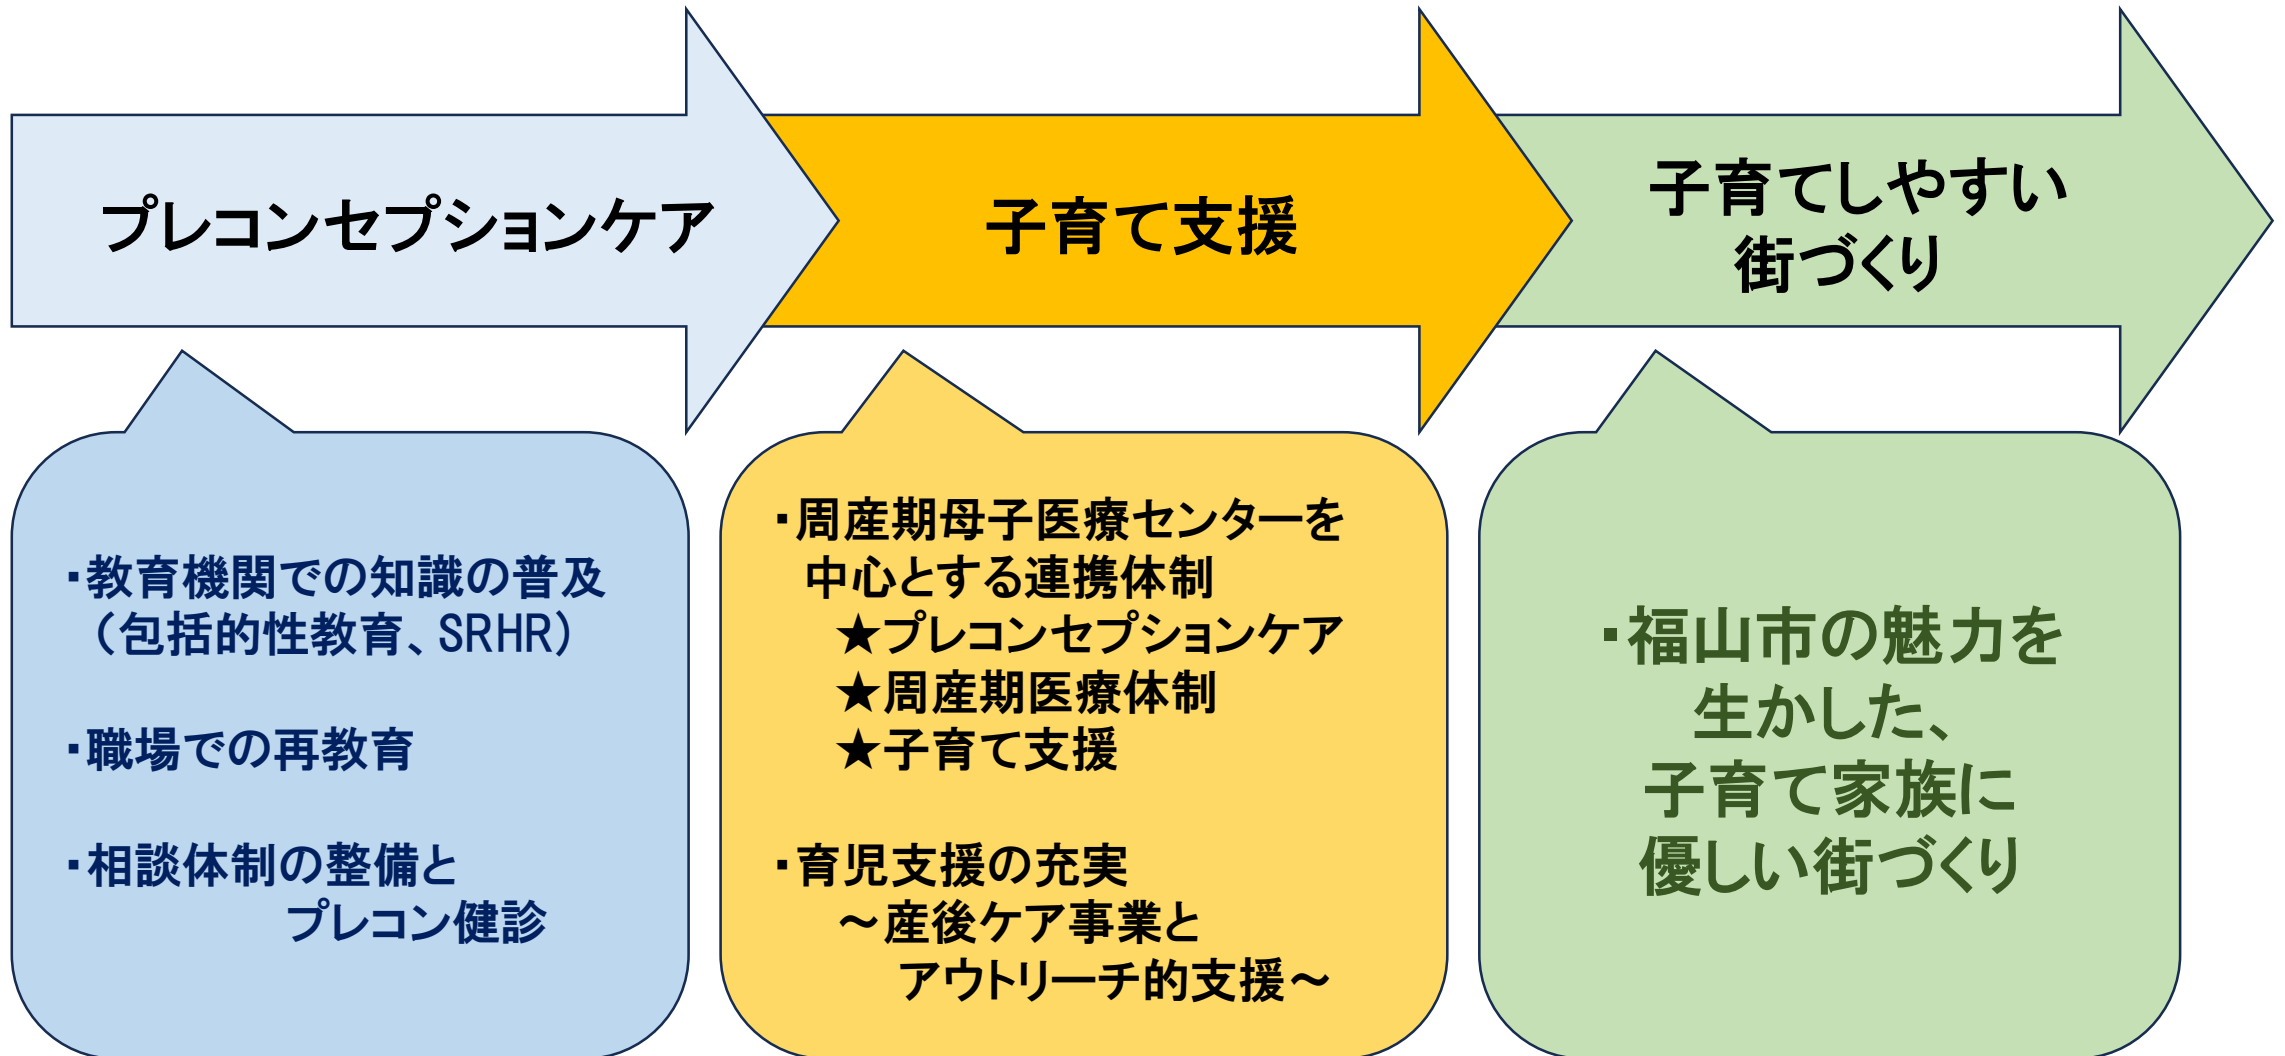 プレコンセプションケア
子育て支援
子育てしやすい
街づくり
・教育機関での知識の普及
（包括的性教育、SRHR）
・職場での再教育
・相談体制の整備と
プレコン健診
・周産期母子医療センターを
中心とする連携体制
★プレコンセプションケア
★周産期医療体制
★子育て支援
・育児支援の充実
～産後ケア事業と
アウトリーチ的支援～
・福山市の魅力を
生かした、
子育て家族に
優しい街づくり